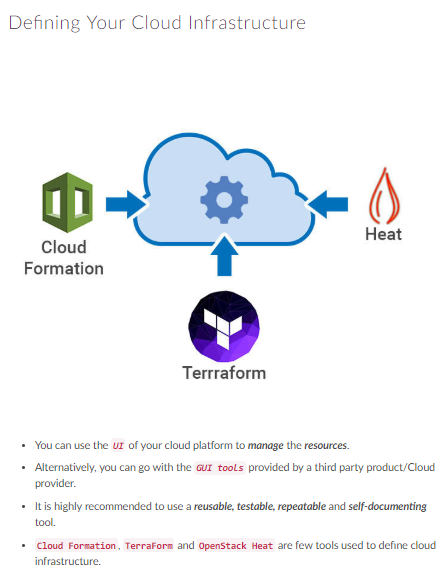 Defining Your Cloud Infrastructure
Cloud
Formation
Heat
Terrraform
• You can use the UI of your cloud platform to manage the resources.
• Alternatively, you can go with the GUI tools provided by a third party product/Cloud
provider.
• It is highly recommended to use a reusable, testable, repeatable and self-documenting
tool.
• Cloud Formation, TerraForm and OpenStack Heat are few tools used to define cloud
infrastructure.